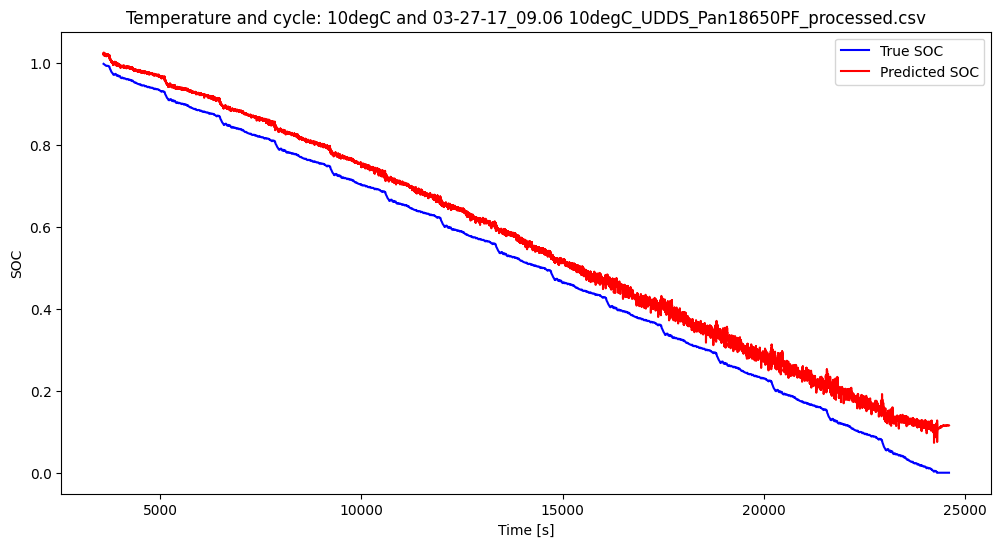 Temperature and cycle: 10degC and 03-27-17_09.06 10degC_UDDS_Pan18650PF_processed.csv
True SOC
Predicted SOC
1.0
0.8
0.6
0.4
0.2
0.0
SOC
5000 10000 15000 20000 25000
Time [s]